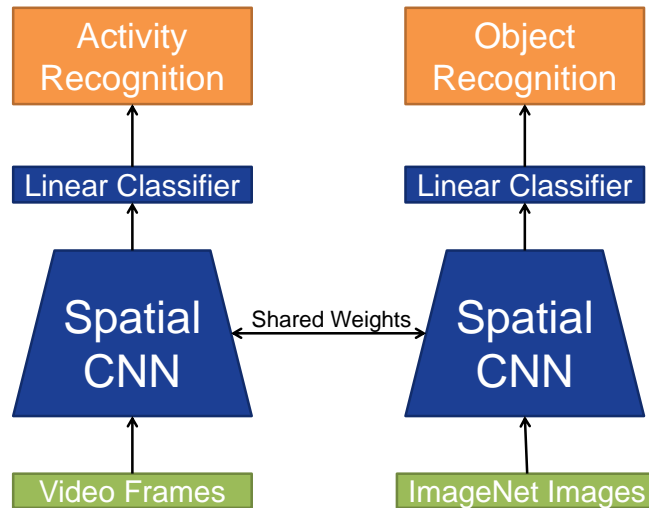 Activity
Recognition
Object
Recognition
Linear Classifier
Linear Classifier
Spatial
CNN
Shared Weights
Spatial
CNN
Video Frames
ImageNet Images